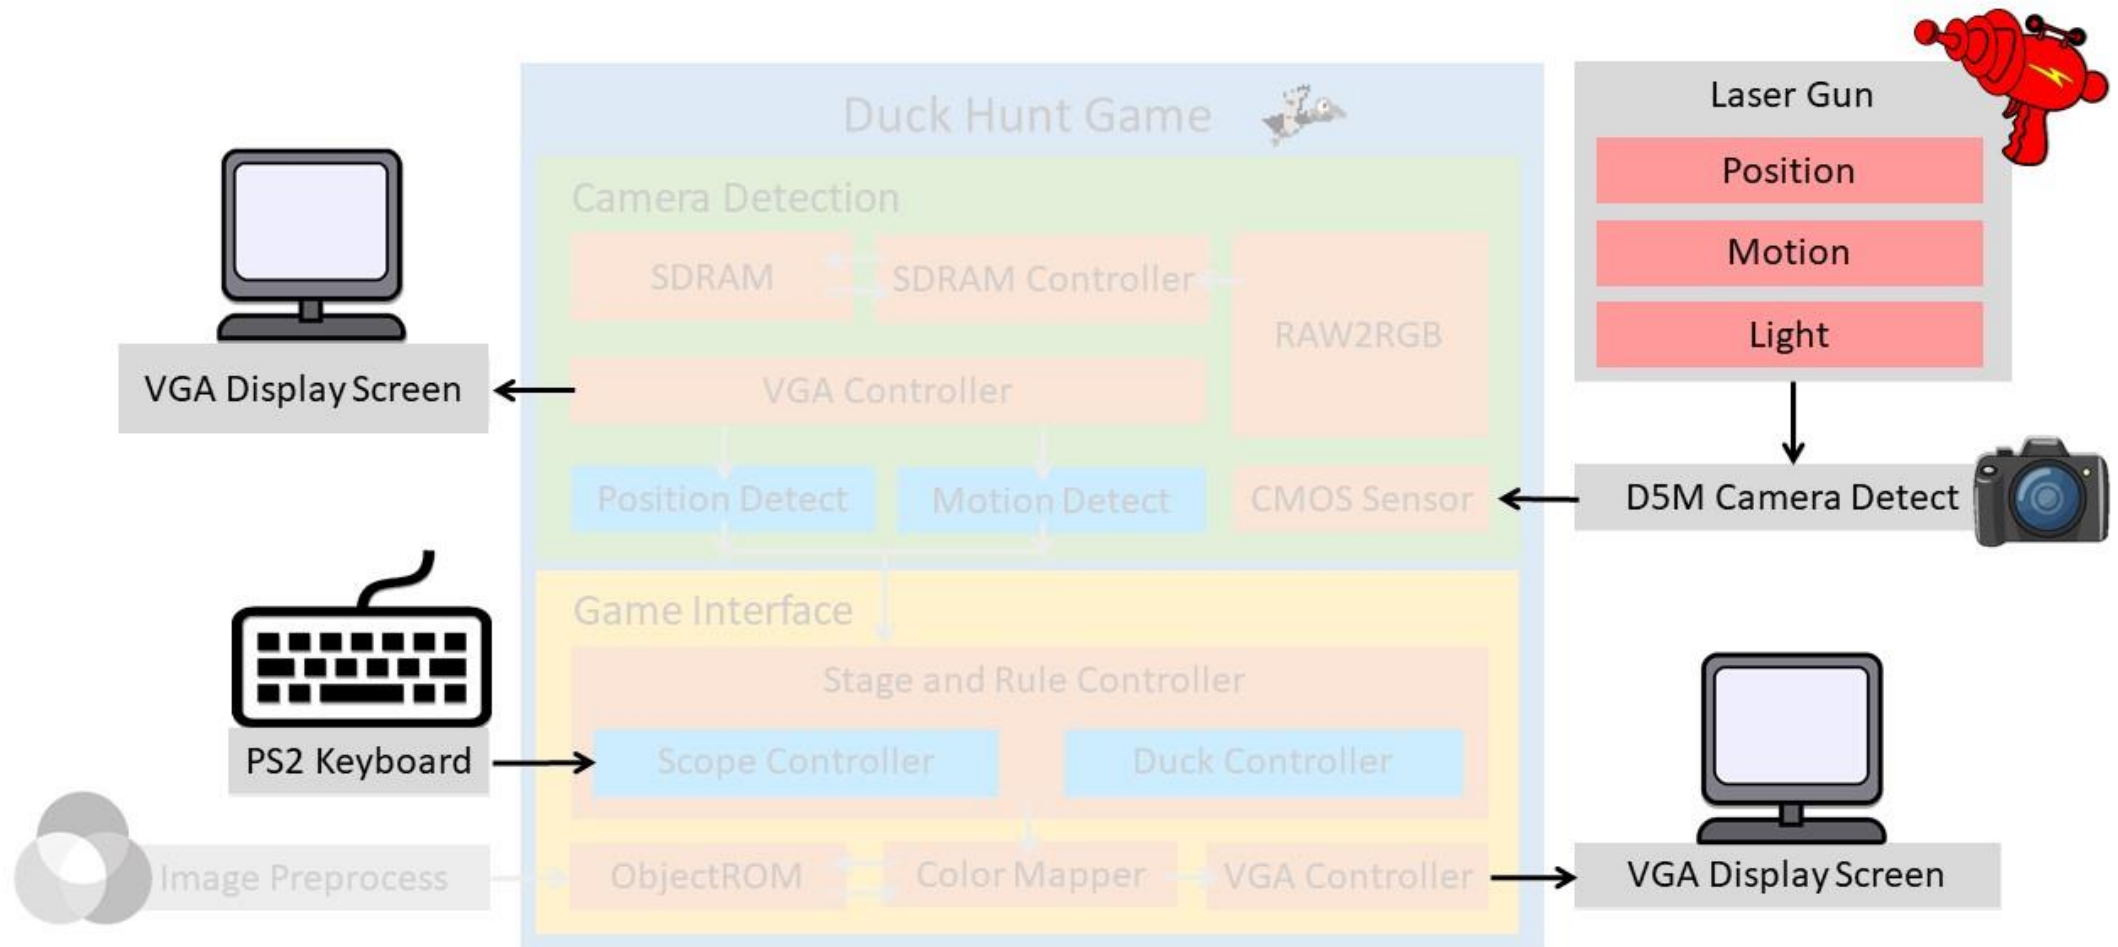 Duck Hunt Game
Laser Gun
Position
Motion
Light
Camera Detection
SDRAM
SDRAM Controller
RAW2RGB
VGA Display Screen
VGA Controller
Position Detect
Motion Detect
CMOS Sensor
D5M Camera Detect
Game Interface
Stage and Rule Controller
PS2 Keyboard
Scope Controller
Duck Controller
Image Preprocess
ObjectROM
Color Mapper
VGA Controller
VGA Display Screen